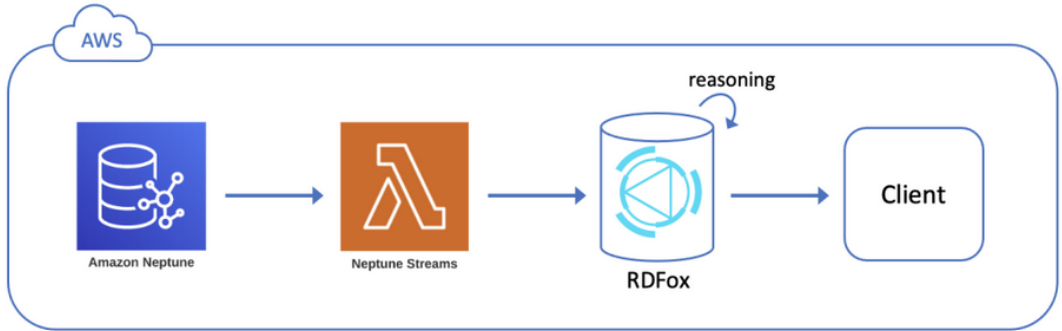 AWS
reasoning
Client
Amazon Neptune
Neptune Streams
RDFox